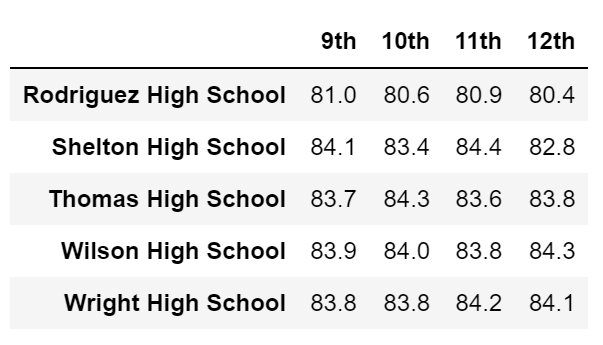 9th 10th 11th 12th
Rodriguez High School 81.0 80.6 80.9 80.4
Shelton High School 84.1 83.4 84.4 82.8
Thomas High School 83.7 84.3 83.6 83.8
Wilson High School 83.9 84.0 83.8 84.3
Wright High School 83.8 83.8 84.2 84.1